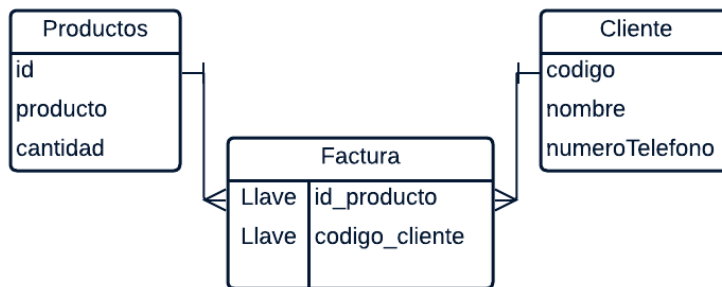 Productos
id
producto
cantidad
Cliente
codigo
nombre
numeroTelefono
Factura
Llave id_producto
Llave codigo_cliente